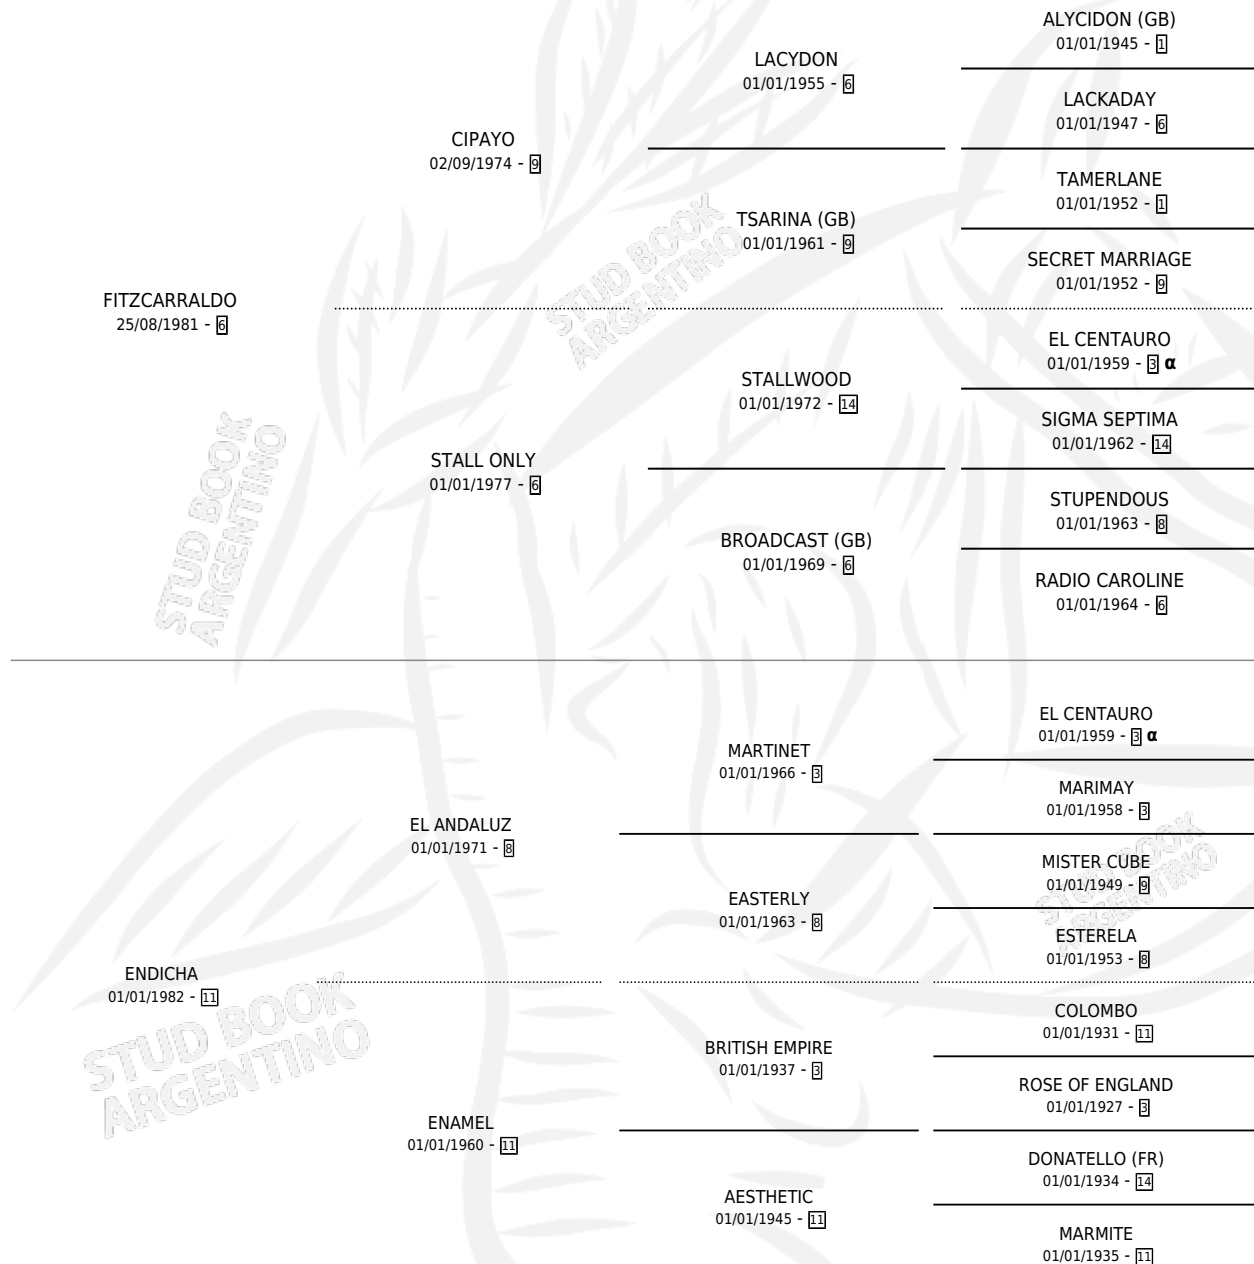 ALYCIDON (GB)
01/01/1945 - 1
LACYDON
01/01/1955 - 6
LACKADAY
01/01/1947 - 6
CIPAYO
02/09/1974 - 9
TAMERLANE
01/01/1952 - 1
TSARINA (GB)
01/01/1961 - 9
SECRET MARRIAGE
01/01/1952 - 9
STUD BOOK
ARGENTINO
FITZCARRALDO
25/08/1981 - 6
EL CENTAURO
01/01/1959 - 3 α
STALLWOOD
01/01/1972 - 14
SIGMA SEPTIMA
01/01/1962 - 14
STALL ONLY
01/01/1977 - 6
STUPENDOUS
01/01/1963 - 8
BROADCAST (GB)
01/01/1969 - 6
RADIO CAROLINE
01/01/1964 - 6
STUD BOOK
ARGENTINO
EL CENTAURO
01/01/1959 - 3 α
MARTINET
01/01/1966 - 3
MARIMAY
01/01/1958 - 3
EL ANDALUZ
01/01/1971 - 8
MISTER CUBE
01/01/1949 - 9
EASTERLY
01/01/1963 - 8
ESTERELA
01/01/1953 - 8
STUD BOOK
ARGENTINO
ENDICHA
01/01/1982 - 11
COLOMBO
01/01/1931 - 11
BRITISH EMPIRE
01/01/1937 - 3
ROSE OF ENGLAND
01/01/1927 - 3
STUD BOOK
ARGENTINO
ENAMEL
01/01/1960 - 11
DONATELLO (FR)
01/01/1934 - 14
AESTHETIC
01/01/1945 - 11
MARMITE
01/01/1935 - 11